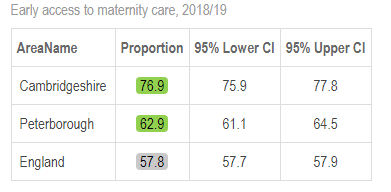 Early access to maternity care, 2018/19
AreaName Proportion 95% Lower CI 95% Upper CI
Cambridgeshire 76.9 75.9 77.8
Peterborough 62.9 61.1 64.5
England 57.8 57.7 57.9